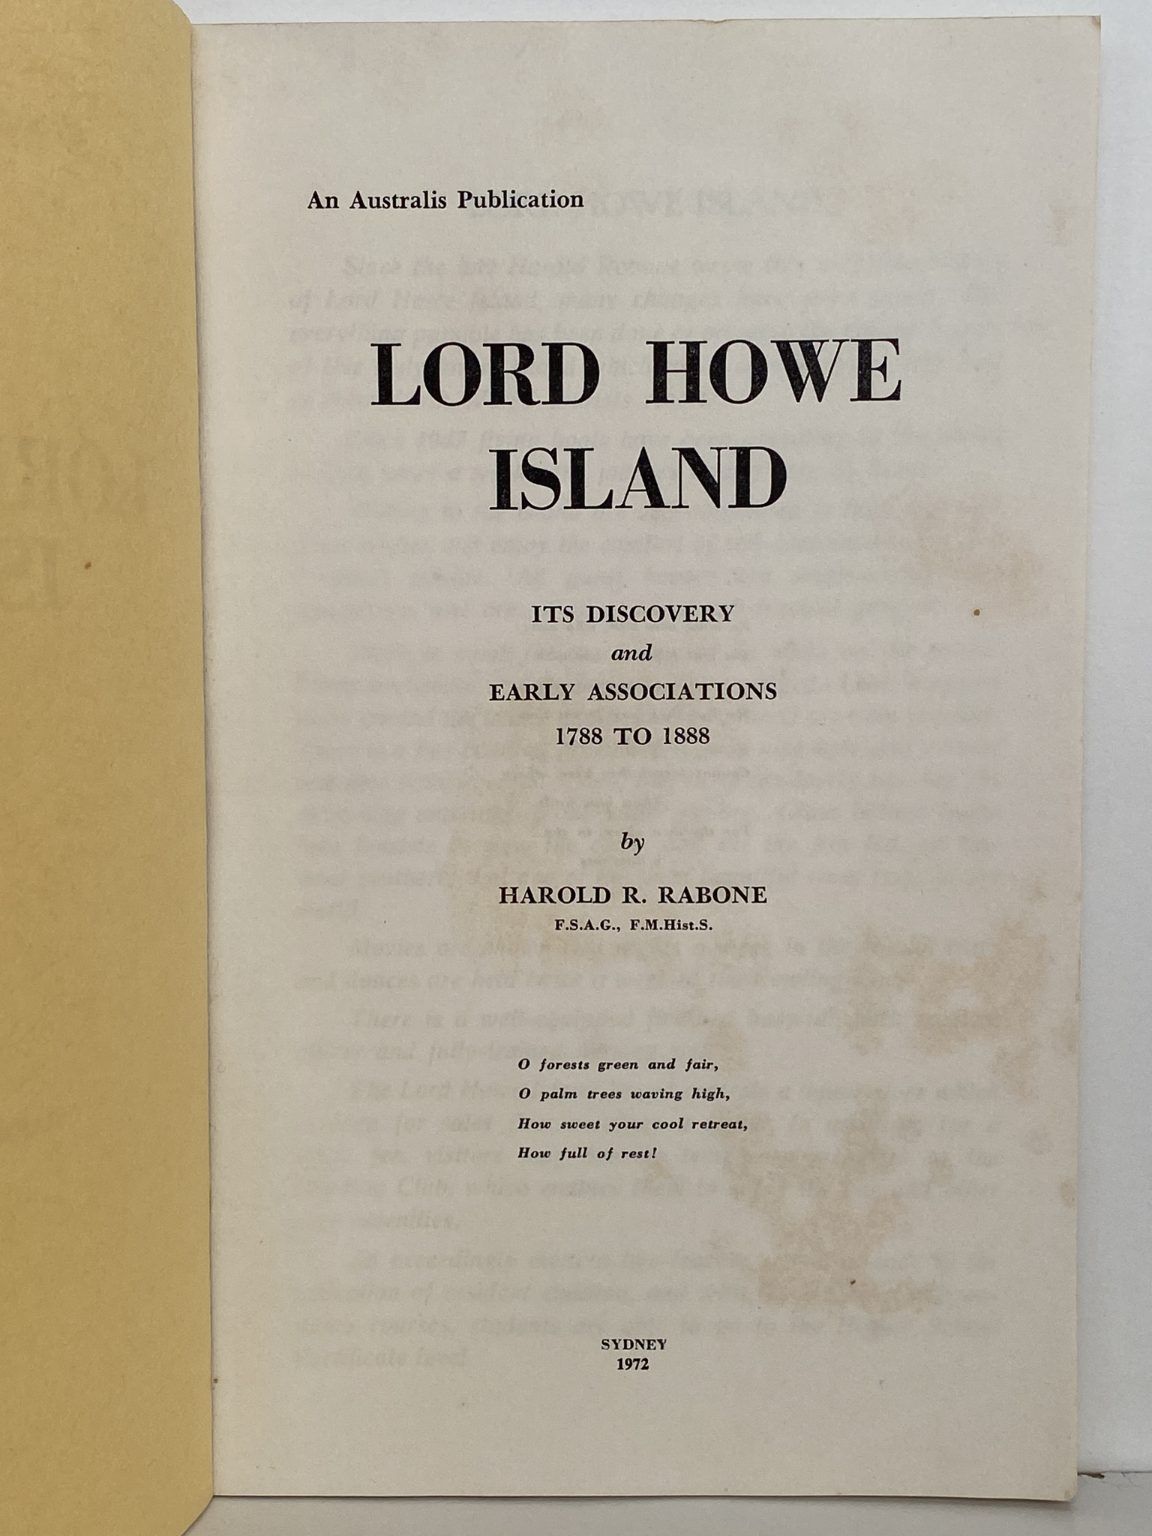 An Australis Publication
LORD HOWE
ISLAND
ITS DISCOVERY
and
EARLY ASSOCIATIONS
1788 TO 1888
by
HAROLD R. RABONE
F.S.A.G., F.M.Hist.S.
O forests green and fair,
O palm trees waving high,
How sweet your cool retreat,
How full of rest!
SYDNEY
1972